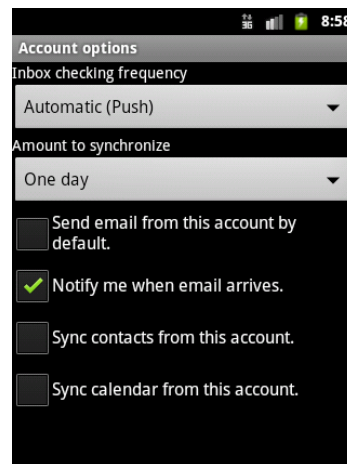 3G 8:58
Account options
Inbox checking frequency
Automatic (Push)
Amount to synchronize
One day
Send email from this account by
default.
Notify me when email arrives.
Sync contacts from this account.
Sync calendar from this account.